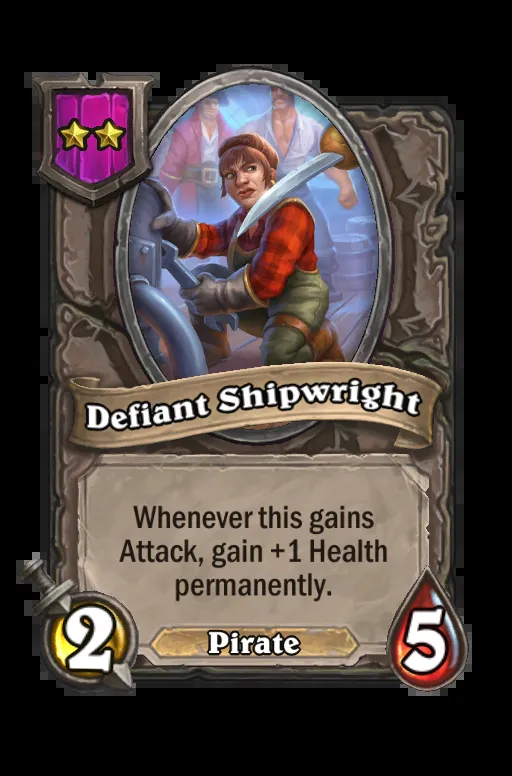 Defiant Shipwright
Whenever this gains
Attack, gain +1 Health
permanently.
2
Pirate
5